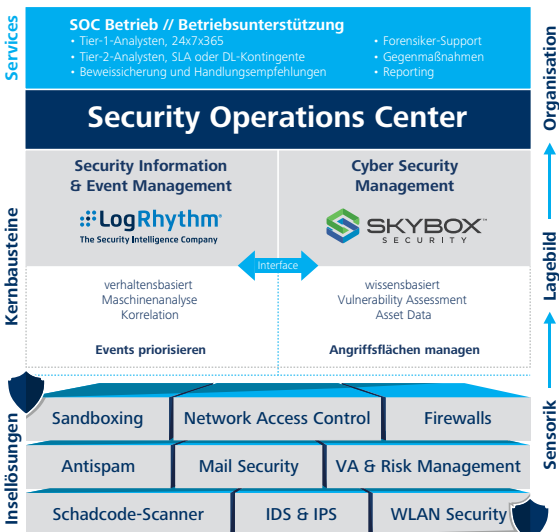 Services
SOC Betrieb // Betriebsunterstützung
• Tier-1-Analysten, 24x7x365
• Tier-2-Analysten, SLA oder DL-Kontingente
• Beweissicherung und Handlungsempfehlungen
• Forensiker-Support
• Gegenmaßnahmen
• Reporting
Organisation
Security Operations Center
Kernbausteine
Security Information
& Event Management
LogRhythm
The Security Intelligence Company
Cyber Security
Management
SKYBOX™
SECURITY
Interface
Lagebild
verhaltensbasiert
Maschinenanalyse
Korrelation
Events priorisieren
wissensbasiert
Vulnerability Assessment
Asset Data
Angriffsflächen managen
Insellösungen
Sandboxing
Network Access Control
Firewalls
Antispam
Mail Security
VA & Risk Management
Schadcode-Scanner
IDS & IPS
WLAN Security
Sensorik